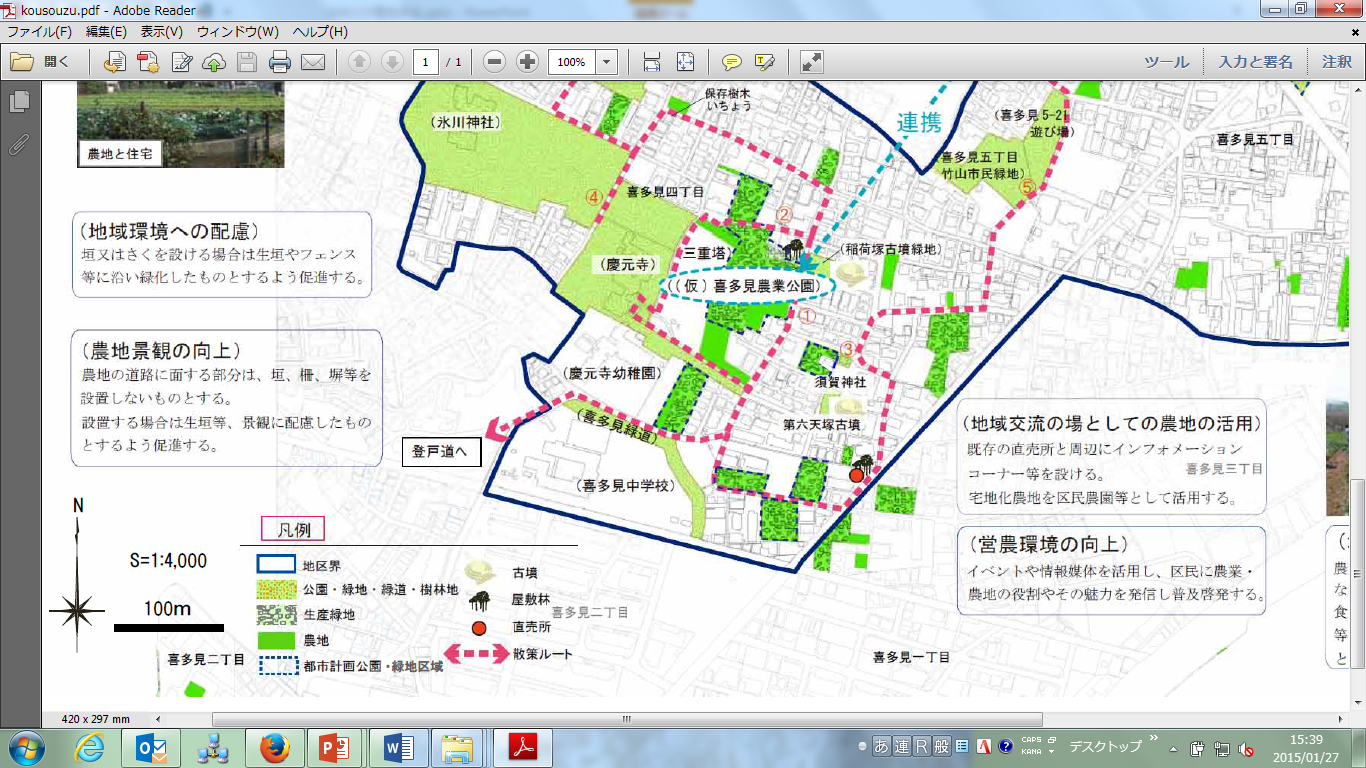 kousouzu.pdf - Adobe Reader
ファイル(F) 編集(E) 表示(V) ウィンドウ(W) ヘルプ(H)
開く 1 / 1 100% ツール 入力と署名 注釈
農地と住宅
(氷川神社)
保存樹木
いちょう
連携
(喜多見 5-21
遊び場)
喜多見五丁目
竹山市民緑地)
喜多見五丁目
④
喜多見四丁目
⑤
②
(地域環境への配慮)
垣又はさくを設ける場合は生垣やフェンス
等に沿い緑化したものとするよう促進する。
三重塔
(稲荷塚古墳緑地)
(慶元寺)
((仮)喜多見農業公園)
①
③
(農地景観の向上)
農地の道路に面する部分は、垣、柵、塀等を
設置しないものとする。
設置する場合は生垣等、景観に配慮したもの
とするよう促進する。
(慶元寺幼稚園)
須賀神社
(喜多見緑道)
第六天塚古墳
登戸道へ
(喜多見中学校)
(地域交流の場としての農地の活用)
既存の直売所と周辺にインフォメーション
コーナー等を設ける。
宅地化農地を区民農園等として活用する。
喜多見三丁目
(営農環境の向上)
イベントや情報媒体を活用し、区民に農業・
農地の役割やその魅力を発信し普及啓発する。
農
な
食
等
と
N
S=1:4,000
100m
凡例
地区界
公園・緑地・緑道・樹林地
生産緑地
農地
都市計画公園・緑地区域
古墳
屋敷林
直売所
散策ルート
喜多見二丁目
喜多見二丁目
喜多見一丁目
420 x 297 mm
あ 連 R 般
CAPS
KANA
デスクトップ
15:39
2015/01/27